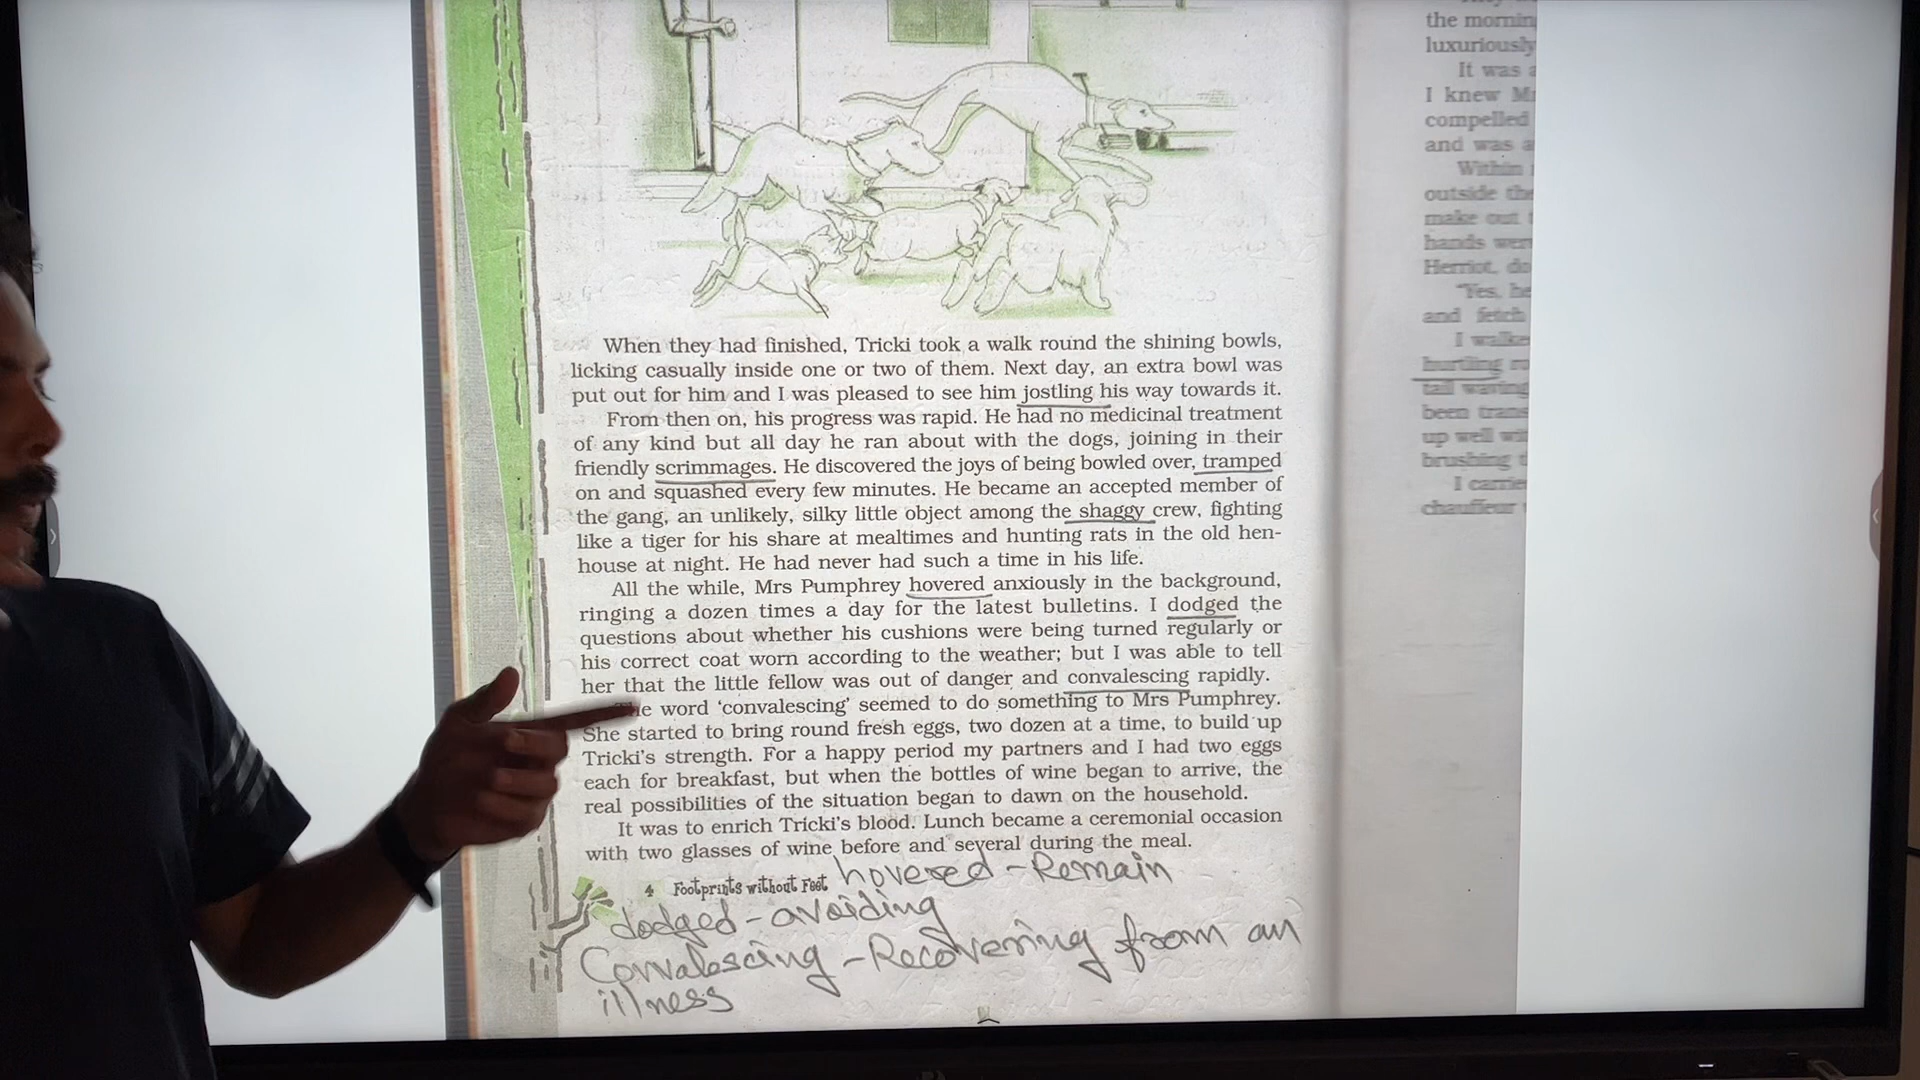 When they had finished, Tricki took a walk round the shining bowls,
licking casually inside one or two of them. Next day, an extra bowl was
put out for him and I was pleased to see him jostling his way towards it.
From then on, his progress was rapid. He had no medicinal treatment
of any kind but all day he ran about with the dogs, joining in their
friendly scrimmages. He discovered the joys of being bowled over, tramped
on and squashed every few minutes. He became an accepted member of
the gang, an unlikely, silky little object among the shaggy crew, fighting
like a tiger for his share at mealtimes and hunting rats in the old hen-
house at night. He had never had such a time in his life.
All the while, Mrs Pumphrey hovered anxiously in the background,
ringing a dozen times a day for the latest bulletins. I dodged the
questions about whether his cushions were being turned regularly or
his correct coat worn according to the weather; but I was able to tell
her that the little fellow was out of danger and convalescing rapidly.
word ‘convalescing’ seemed to do something to Mrs Pumphrey.
She started to bring round fresh eggs, two dozen at a time, to build up
Tricki’s strength. For a happy period my partners and I had two eggs
each for breakfast, but when the bottles of wine began to arrive, the
real possibilities of the situation began to dawn on the household.
It was to enrich Tricki’s blood. Lunch became a ceremonial occasion
with two glasses of wine before and several during the meal.
4 Footprints without Feet hovered - Remain
dodged - avoiding
Convalescing - Recovering from an
illness
the mornin
luxuriously
It was
I knew M
compelled
and was a
Within
outside the
make out
hands wer
Herriot, do
“Yes, he
and fetch
I walke
hurtling
tail waving
been trans
up well wit
brushing
I carrie
chauffeur